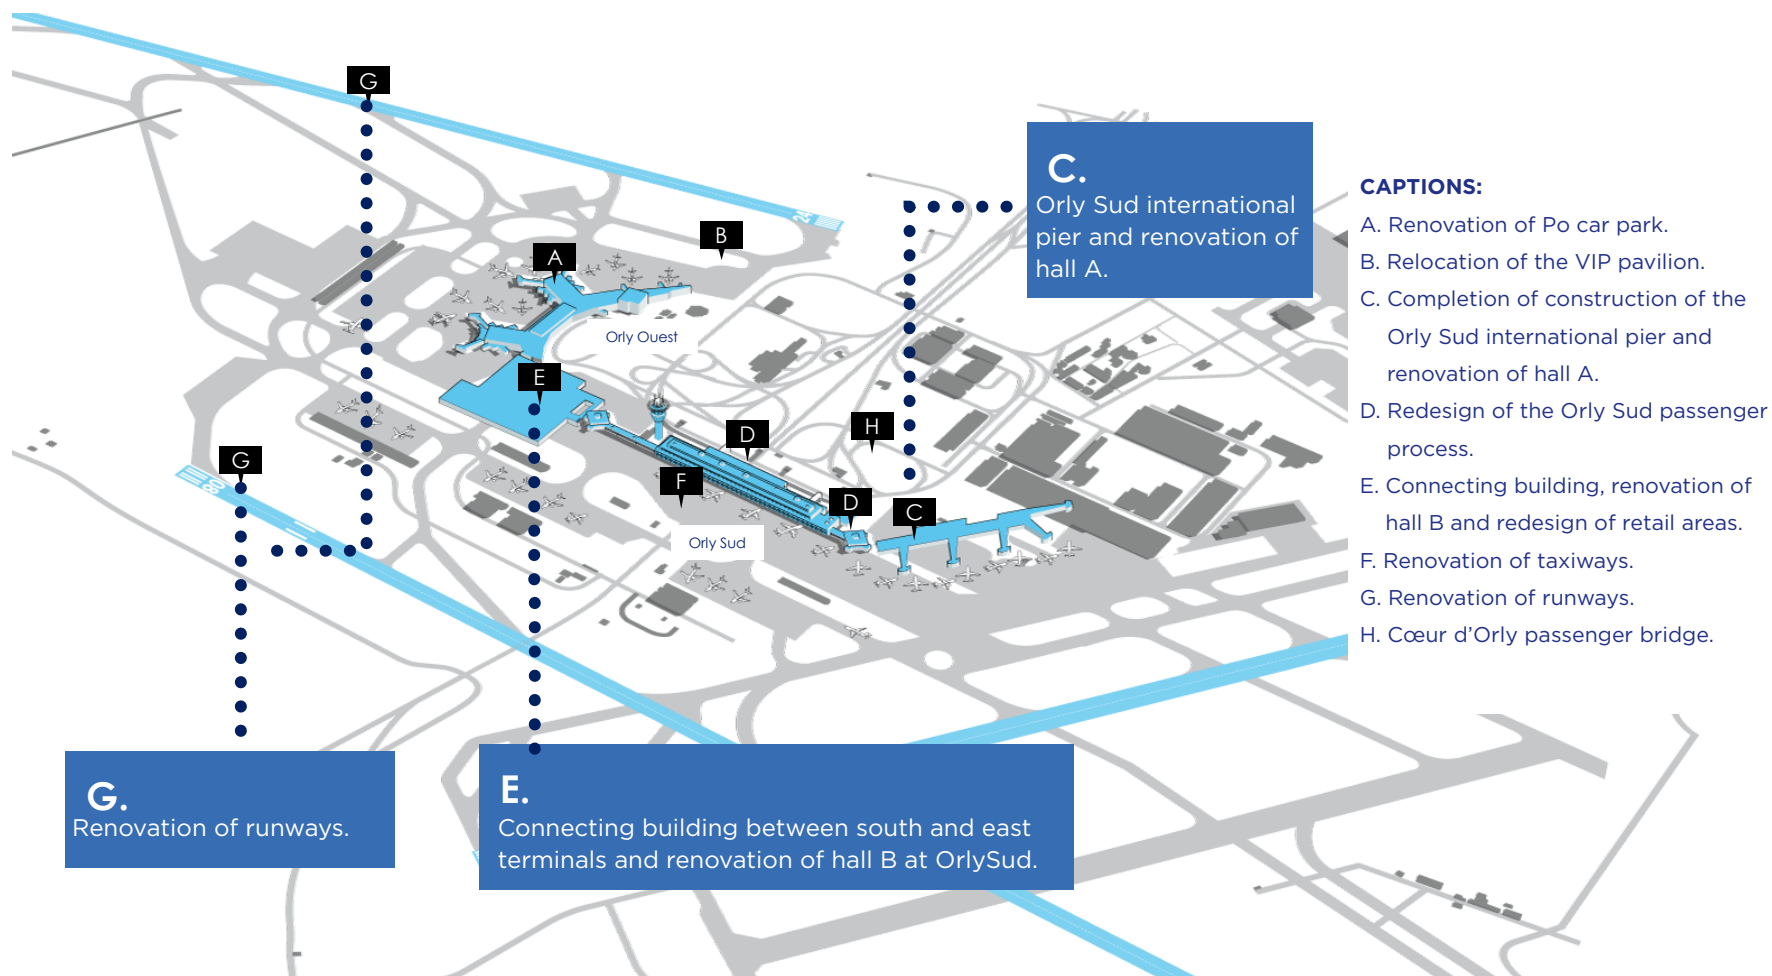 G
24
C.
Orly Sud international
pier and renovation of
hall A.
CAPTIONS:
A. Renovation of Po car park.
B. Relocation of the VIP pavilion.
C. Completion of construction of the
Orly Sud international pier and
renovation of hall A.
D. Redesign of the Orly Sud passenger
process.
E. Connecting building, renovation of
hall B and redesign of retail areas.
F. Renovation of taxiways.
G. Renovation of runways.
H. Cœur d’Orly passenger bridge.
B
A
Orly Ouest
E
H
D
G
F
08
D
C
Orly Sud
G.
Renovation of runways.
E.
Connecting building between south and east
terminals and renovation of hall B at OrlySud.